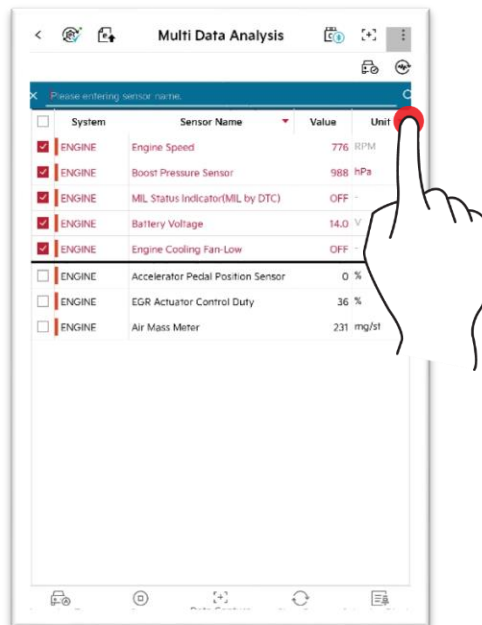 Multi Data Analysis
Please entering sensor name.
System Sensor Name Value Unit
ENGINE Engine Speed 776 RPM
ENGINE Boost Pressure Sensor 988 hPa
ENGINE MIL Status Indicator(MIL by DTC) OFF -
ENGINE Battery Voltage 14.0 V
ENGINE Engine Cooling Fan-Low OFF -
ENGINE Accelerator Pedal Position Sensor 0 %
ENGINE EGR Actuator Control Duty 36 %
ENGINE Air Mass Meter 231 mg/st